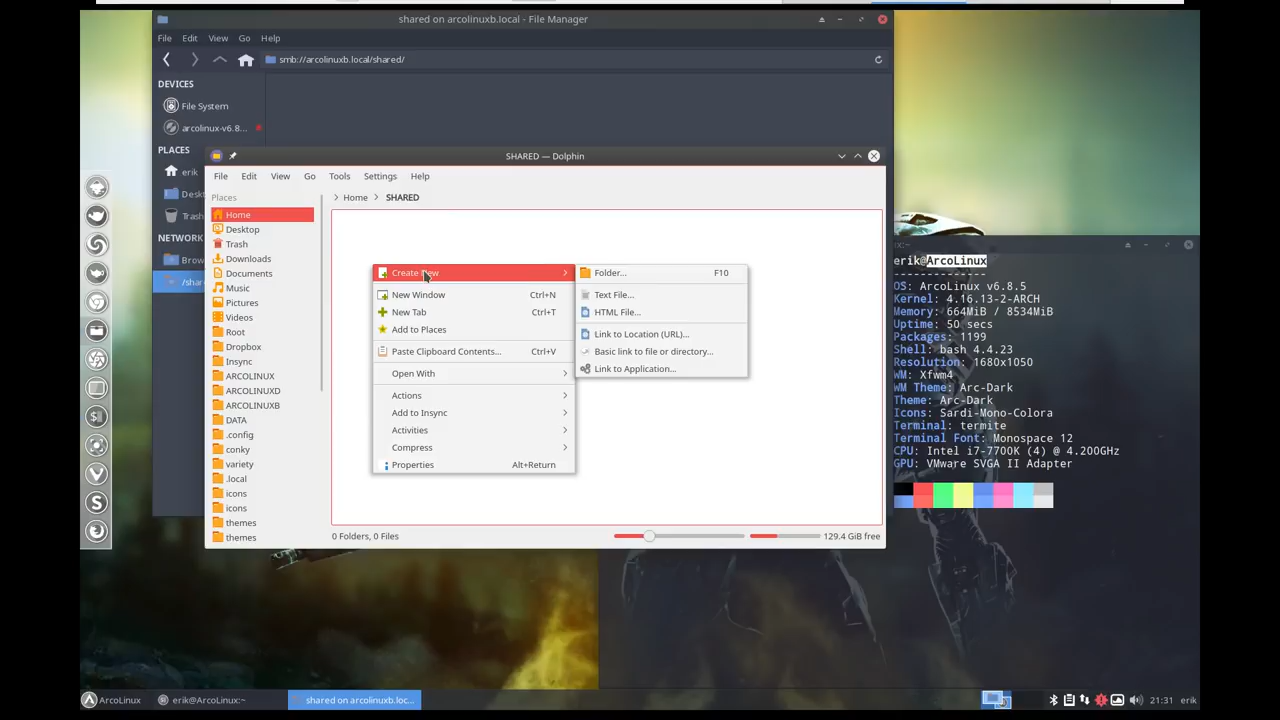 shared on arcolinuxb.local - File Manager
File Edit View Go Help
smb://arcolinuxb.local/shared/
DEVICES
File System
arcolinux-v6.8...
PLACES
erik
Deskt
Trash
NETWORK
Brow
/share
SHARED — Dolphin
File Edit View Go Tools Settings Help
Places
Home
Desktop
Trash
Downloads
Documents
Music
Pictures
Videos
Root
Dropbox
Insync
ARCOLINUX
ARCOLINUXD
ARCOLINUXB
DATA
.config
conky
variety
.local
icons
icons
themes
themes
Home > SHARED
Create New
New Window Ctrl+N
New Tab Ctrl+T
Add to Places
Paste Clipboard Contents... Ctrl+V
Open With
Actions
Add to Insync
Activities
Compress
Properties Alt+Return
Folder... F10
Text File...
HTML File...
Link to Location (URL)...
Basic link to file or directory...
Link to Application...
0 Folders, 0 Files
129.4 GiB free
erik@ArcoLinux
--------------
OS: ArcoLinux v6.8.5
Kernel: 4.16.13-2-ARCH
Memory: 664MiB / 8534MiB
Uptime: 50 secs
Packages: 1199
Shell: bash 4.4.23
Resolution: 1680x1050
WM: Xfwm4
WM Theme: Arc-Dark
Theme: Arc-Dark
Icons: Sardi-Mono-Colora
Terminal: termite
Terminal Font: Monospace 12
CPU: Intel i7-7700K (4) @ 4.200GHz
GPU: VMware SVGA II Adapter
ArcoLinux
erik@ArcoLinux:~
shared on arcolinuxb.loc...
21:31
erik